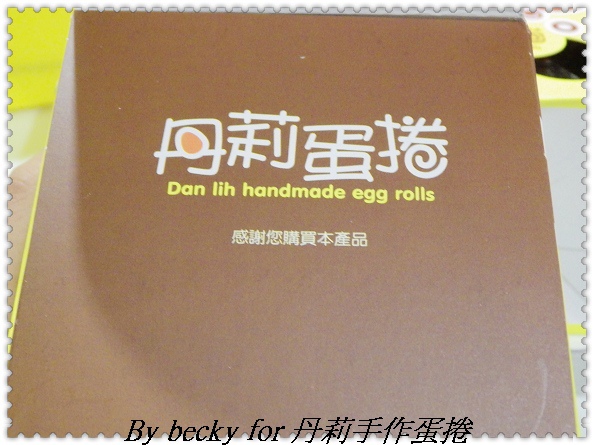 丹莉蛋捲
Dan lih handmade egg rolls
感謝您購買本產品
By becky for 丹莉手作蛋捲